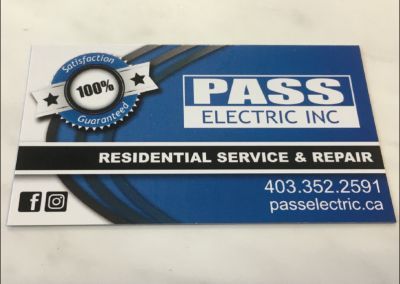 Satisfaction
100%
Guaranteed
PASS
ELECTRIC INC
RESIDENTIAL SERVICE & REPAIR
403.352.2591
passelectric.ca